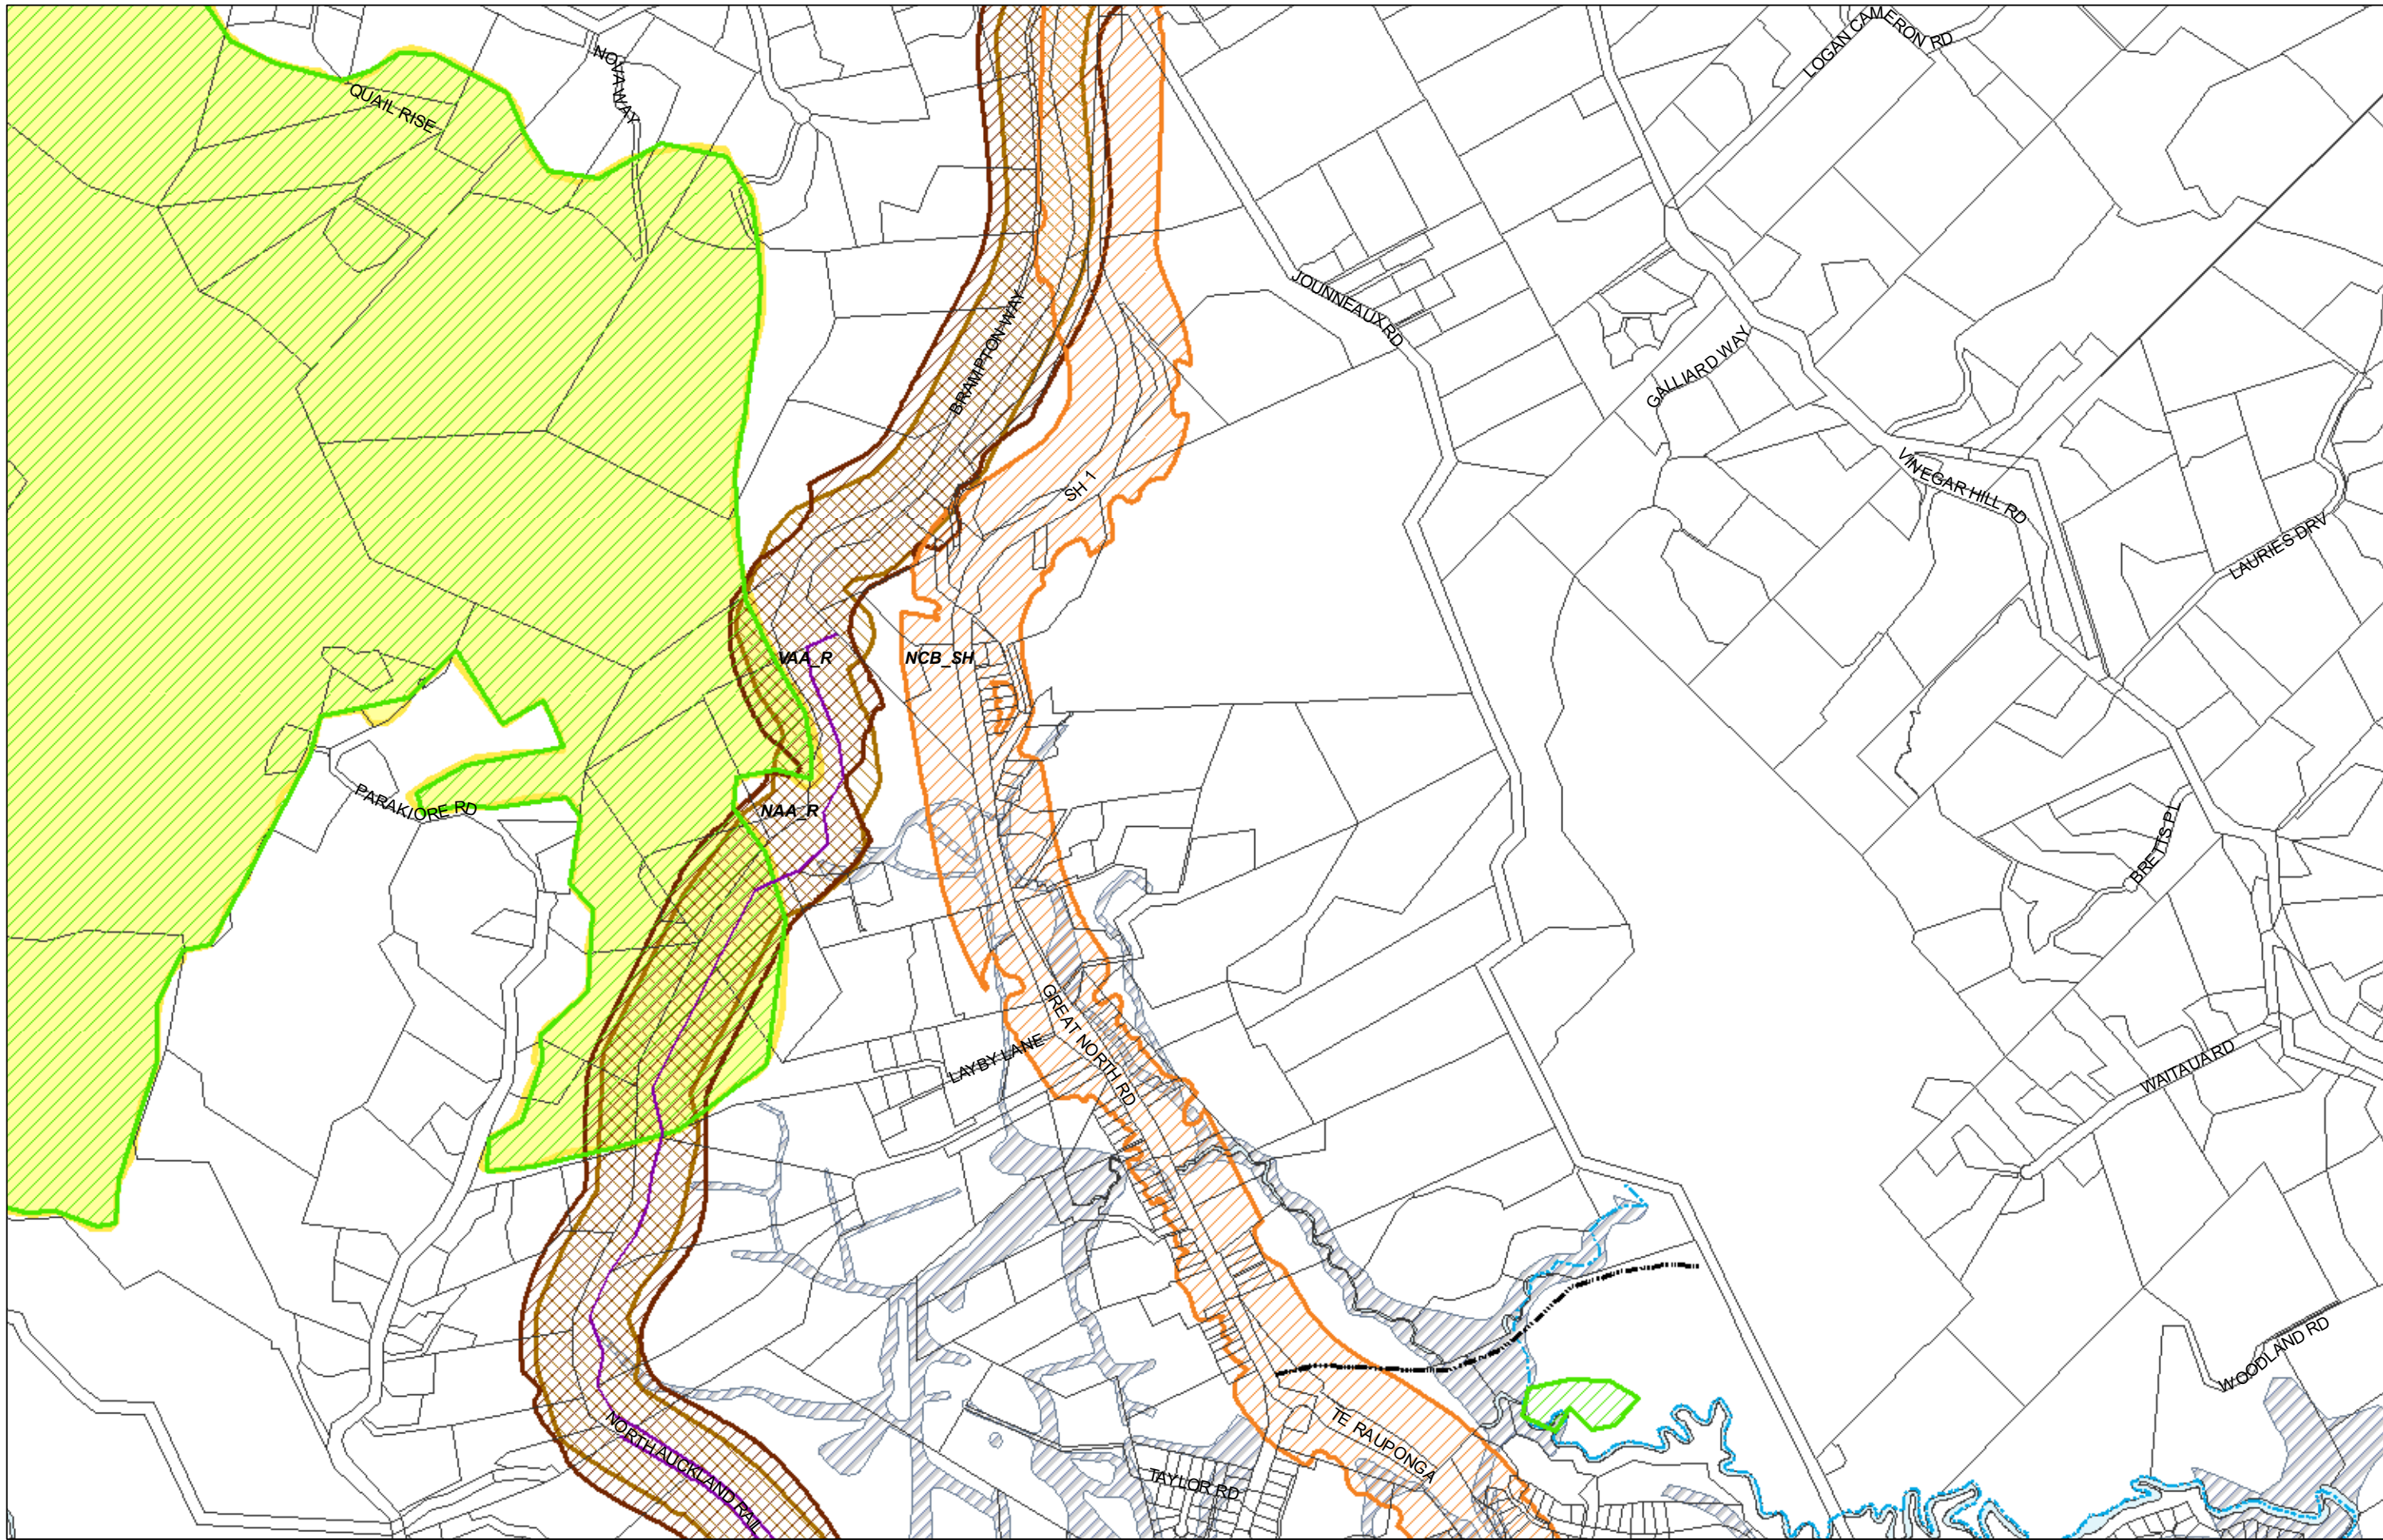 LOGAN CAMERON RD
NOVA WAY
QUAIL RISE
JOUNNEAUX RD
BRAMPTON WAY
GALLIARD WAY
SH 1
VINEGAR HILL RD
LAURIES DRV
VAA_R
NCB_SH
PARAKIORE RD
NAA_R
BRETTS PL
GREAT NORTH RD
LAYBY LANE
WAITAUA RD
WOODLAND RD
NORTH AUCKLAND RAIL
TE RAUPONGA
TAYLOR RD